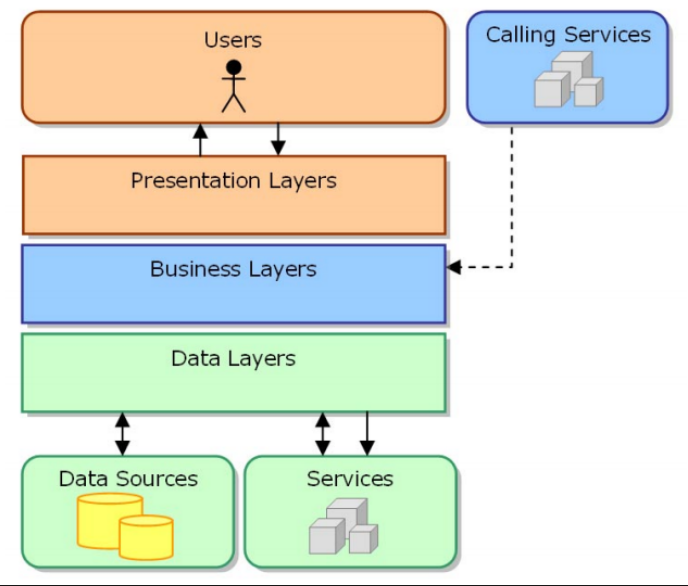 Users
Calling Services
Presentation Layers
Business Layers
Data Layers
Data Sources
Services